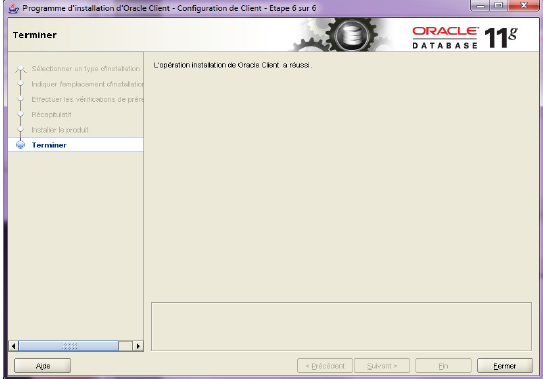 Programme d'installation d'Oracle Client - Configuration de Client - Etape 6 sur 6
Terminer
ORACLE
DATABASE
11g
Sélectionner un type d'installation
Indiquer l'emplacement d'installation
Effectuer les vérifications de prére
Récapitulatif
Installer le produit
Terminer
L'opération installation de Oracle Client a réussi.
Aide
< Précédent
Suivant >
Fin
Fermer